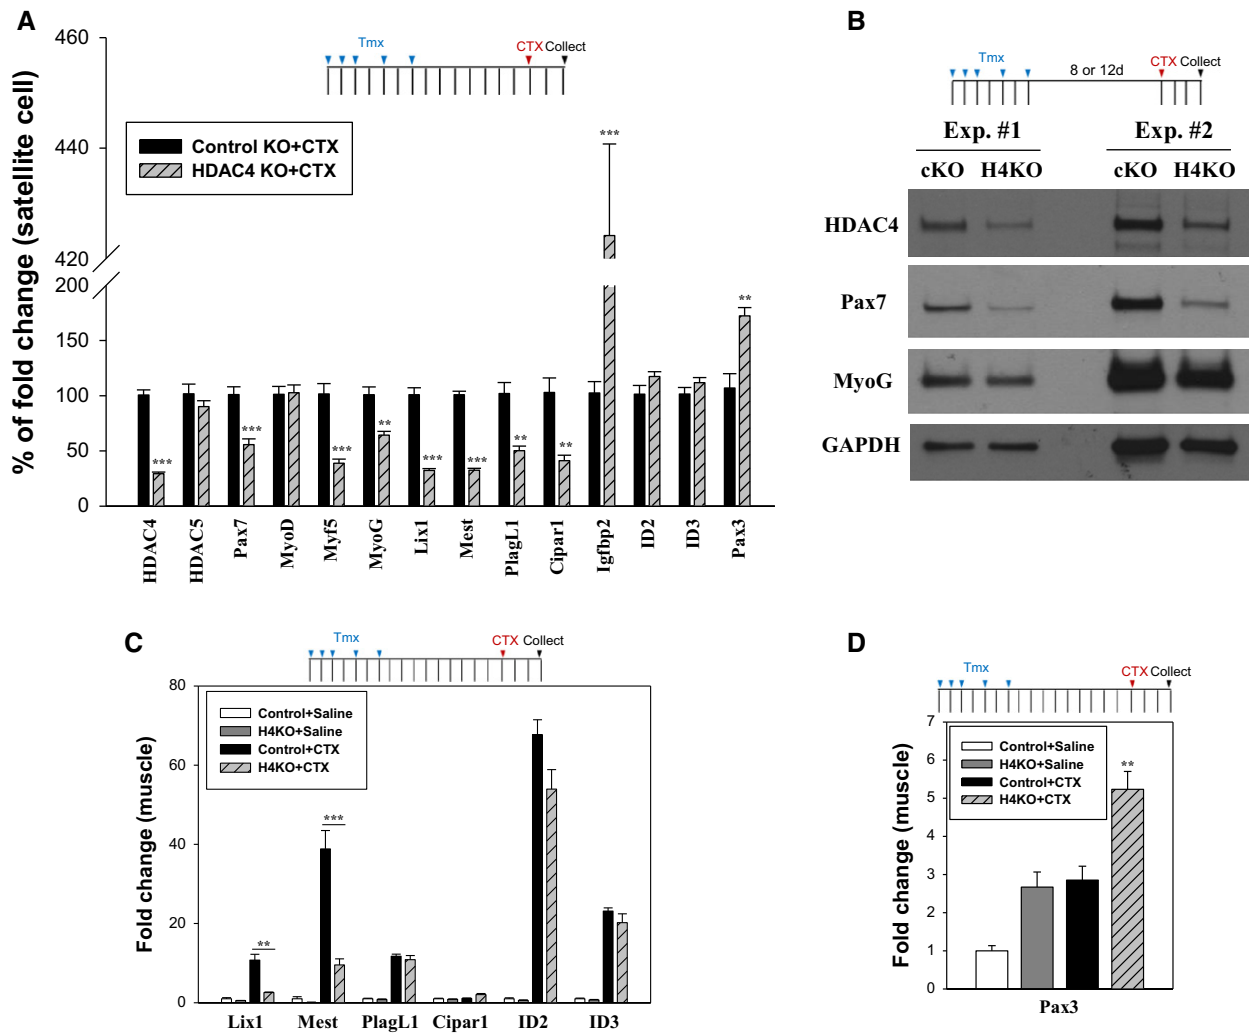 A
460
440
420
200
150
100
50
0
% of fold change (satellite cell)
Tmx
CTX Collect
Control KO+CTX
HDAC4 KO+CTX
***
***
***
**
***
***
**
**
***
**
HDAC4
HDAC5
Pax7
MyoD
Myf5
MyoG
Lix1
Mest
PlagL1
Cipar1
Igfbp2
ID2
ID3
Pax3
B
Tmx
8 or 12d
CTX
Collect
Exp. #1
Exp. #2
cKO H4KO
cKO H4KO
HDAC4
Pax7
MyoG
GAPDH
C
Tmx
CTX Collect
80
60
40
20
0
Fold change (muscle)
Control+Saline
H4KO+Saline
Control+CTX
H4KO+CTX
**
***
Lix1
Mest
PlagL1
Cipar1
ID2
ID3
D
Tmx
CTX
Collect
7
6
5
4
3
2
1
0
Fold change (muscle)
Control+Saline
H4KO+Saline
Control+CTX
H4KO+CTX
**
Pax3